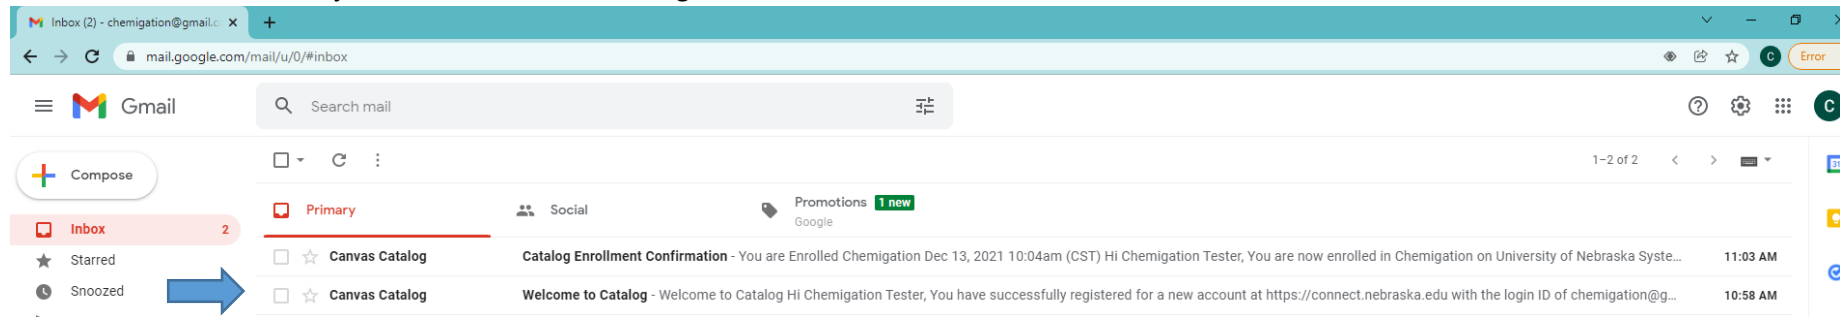 Inbox (2) - chemigation@gmail.c
mail.google.com/mail/u/0/#inbox
Error
Gmail
Search mail
C
Compose
1–2 of 2
31
Primary
Social
Promotions 1 new
Google
Inbox 2
Canvas Catalog Catalog Enrollment Confirmation - You are Enrolled Chemigation Dec 13, 2021 10:04am (CST) Hi Chemigation Tester, You are now enrolled in Chemigation on University of Nebraska Syste... 11:03 AM
Starred
Snoozed
Canvas Catalog Welcome to Catalog - Welcome to Catalog Hi Chemigation Tester, You have successfully registered for a new account at https://connect.nebraska.edu with the login ID of chemigation@g... 10:58 AM